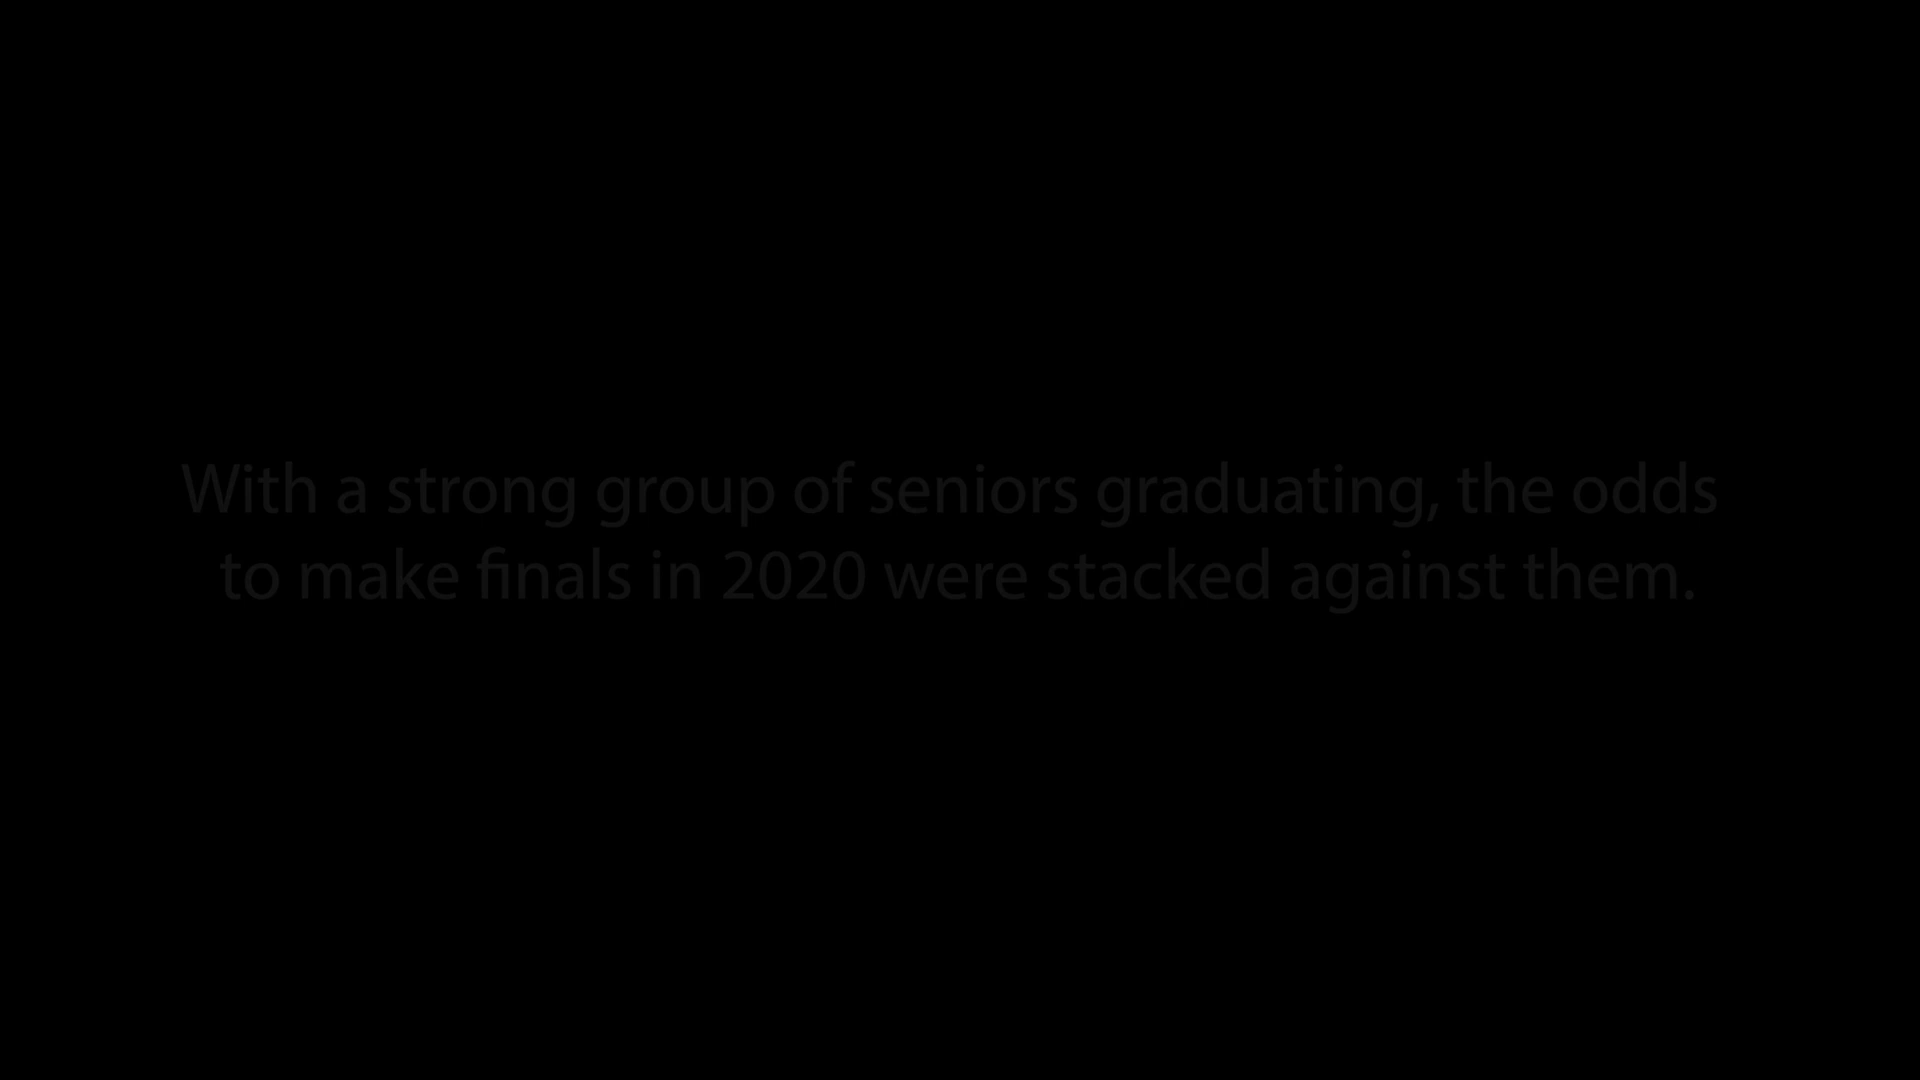 With a strong group of seniors graduating, the odds
to make finals in 2020 were stacked against them.